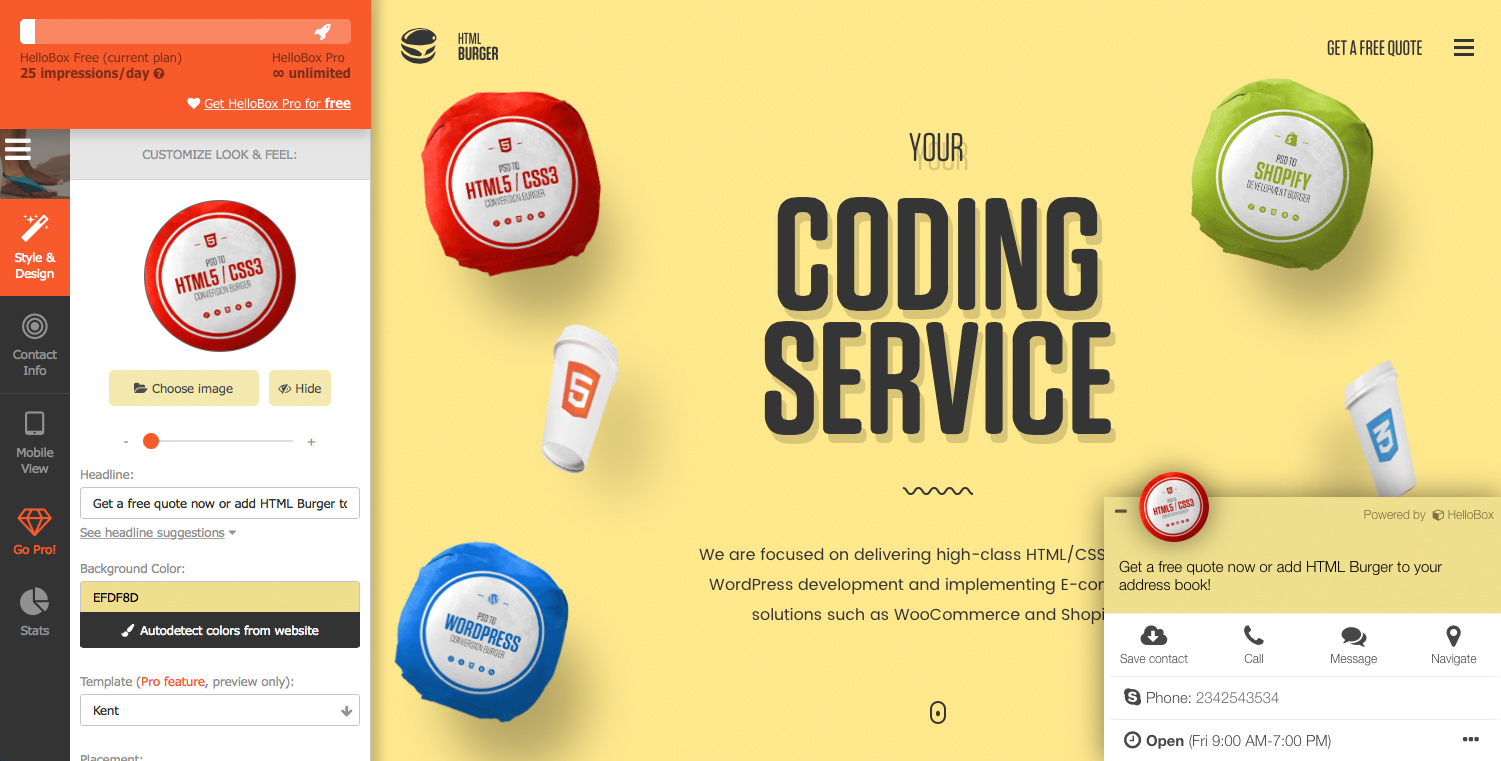 HelloBox Free (current plan)
25 impressions/day
HelloBox Pro
∞ unlimited
Get HelloBox Pro for free
CUSTOMIZE LOOK & FEEL:
5
PSD TO
HTML5 / CSS3
CONVERSION BURGER
Choose image
Hide
- +
Headline:
Get a free quote now or add HTML Burger to
See headline suggestions
Background Color:
EFDF8D
Autodetect colors from website
Template (Pro feature, preview only):
Kent
Placement:
Style &
Design
Contact
Info
Mobile
View
Go Pro!
Stats
HTML
BURGER
GET A FREE QUOTE
5
PSD TO
HTML5 / CSS3
CONVERSION BURGER
PSD TO
SHOPIFY
DEVELOPMENT BURGER
YOUR
CODING
SERVICE
5
3
PSD TO
WORDPRESS
CONVERSION BURGER
We are focused on delivering high-class HTML/CSS
WordPress development and implementing E-com
solutions such as WooCommerce and Shopi
HTML5 / CSS3
Powered by HelloBox
Get a free quote now or add HTML Burger to your
address book!
Save contact
Call
Message
Navigate
Phone: 2342543534
Open (Fri 9:00 AM-7:00 PM)